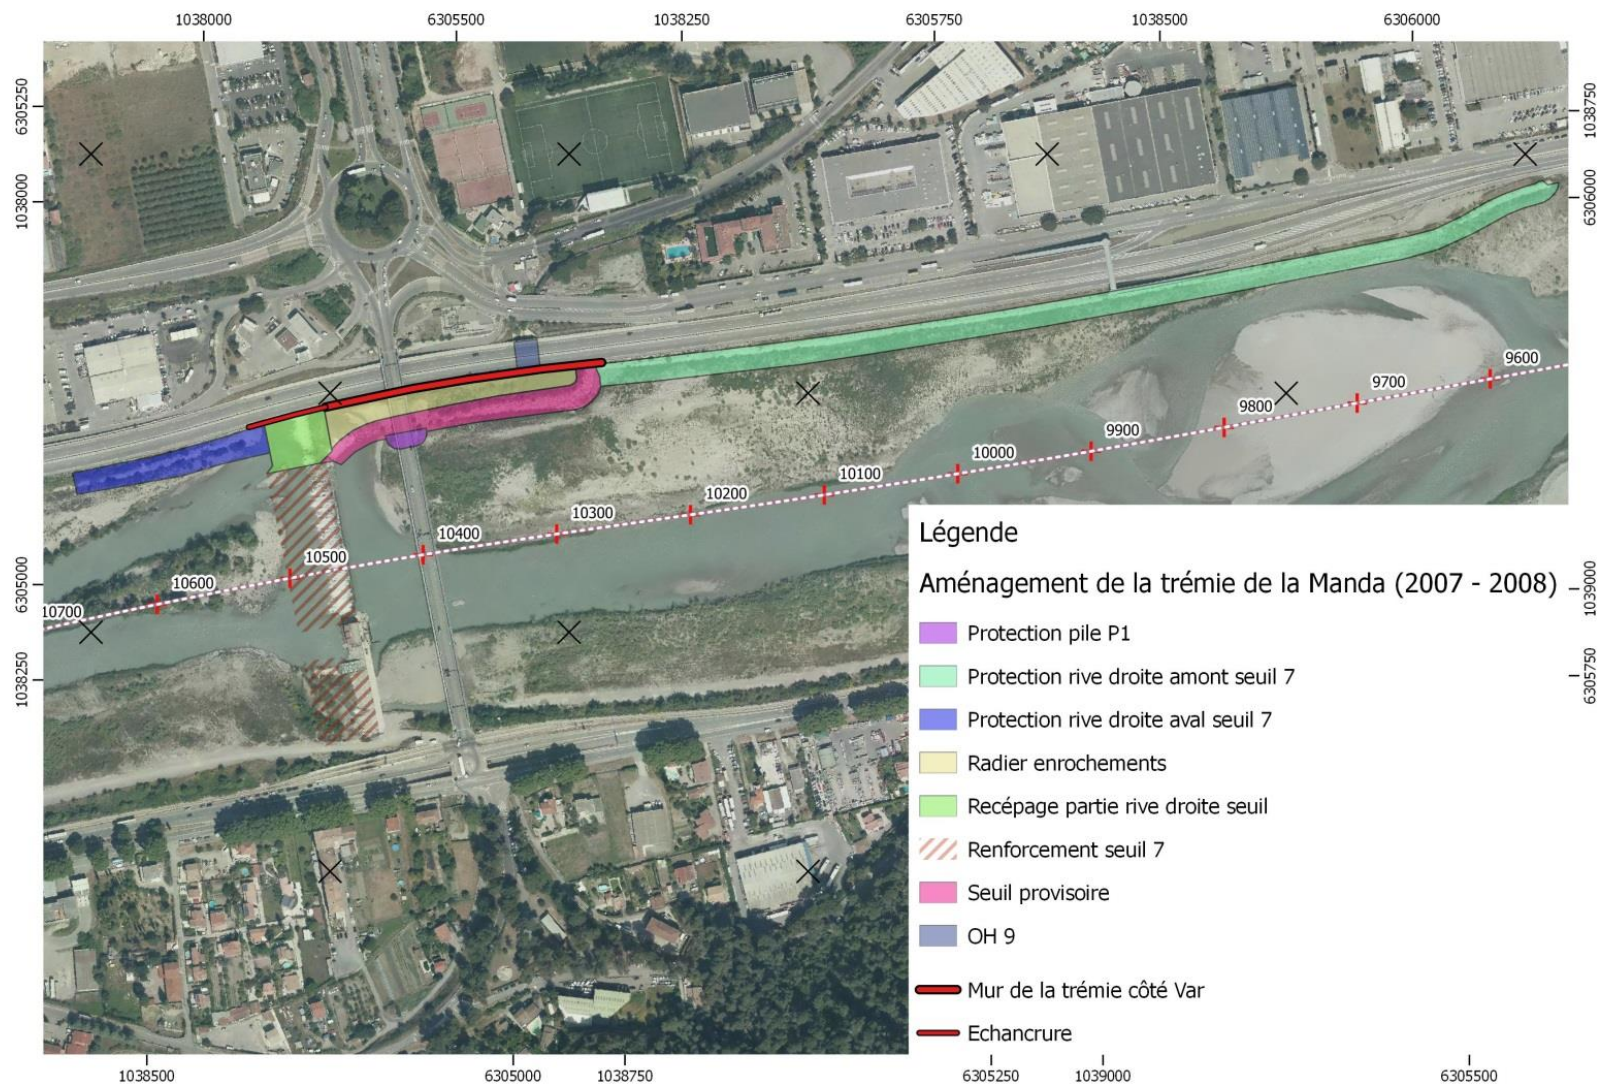 1038000
6305500
1038250
6305750
1038500
6306000
6305250
1038000
6305000
1038250
1038750
6306000
1039000
6305750
9600
9700
9800
9900
10000
10100
10200
10300
10400
10500
10600
10700
Légende
Aménagement de la trémie de la Manda (2007 - 2008)
Protection pile P1
Protection rive droite amont seuil 7
Protection rive droite aval seuil 7
Radier enrochements
Recépage partie rive droite seuil
Renforcement seuil 7
Seuil provisoire
OH 9
Mur de la trémie côté Var
Echancrure
1038500
6305000
1038750
6305250
1039000
6305500